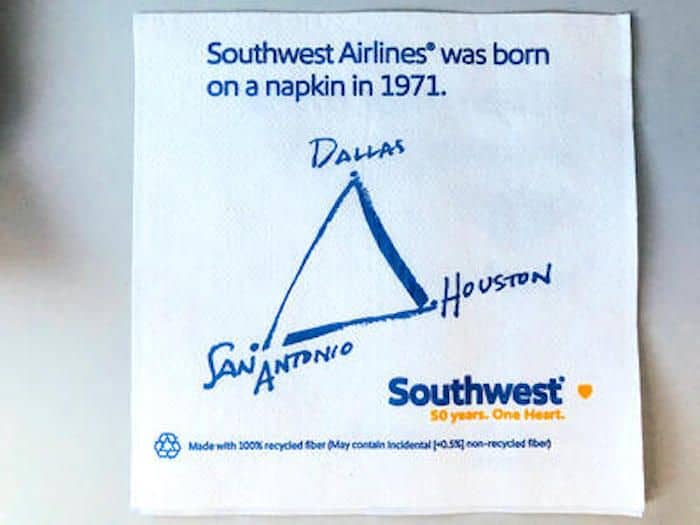 Southwest Airlines® was born
on a napkin in 1971.
DALLAS
HOUSTON
SAN ANTONIO
Southwest®
50 years. One Heart.
Made with 100% recycled fiber (May contain incidental [<0.5%] non-recycled fiber)